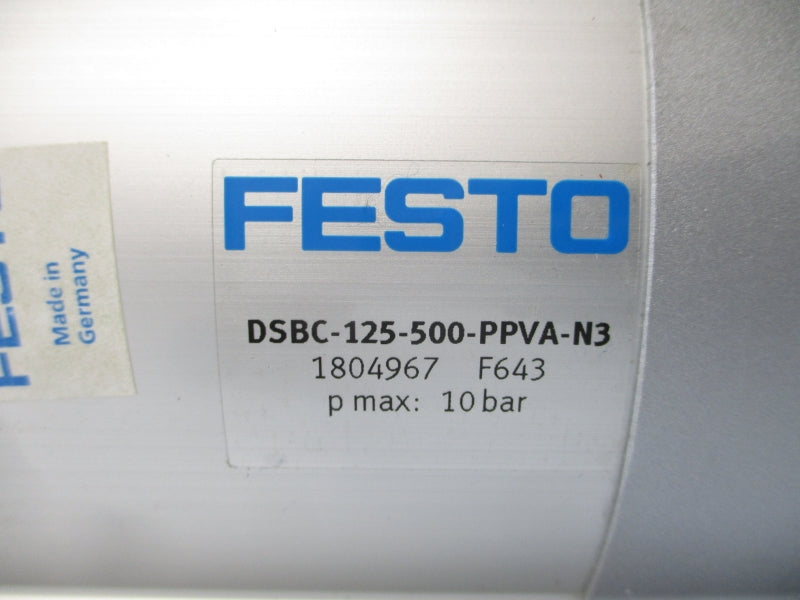 FESTO
DSBC-125-500-PPVA-N3
1804967 F643
p max: 10 bar
Made in
Germany